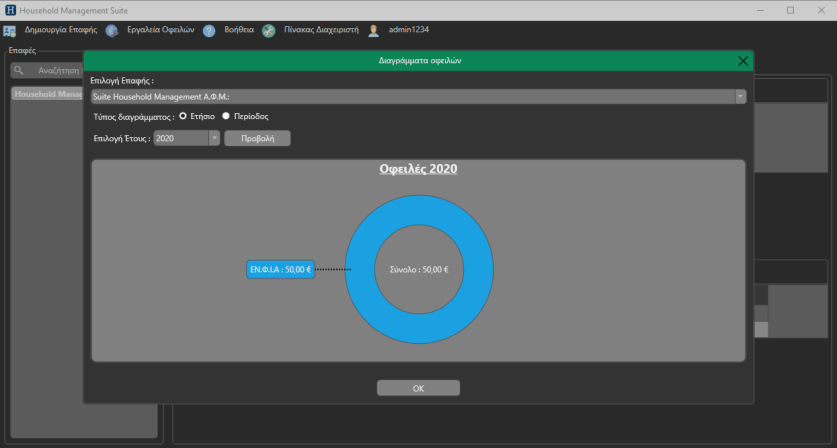 Household Management Suite
Δημιουργία Επαφής Εργαλεία Οφειλών Βοήθεια Πίνακας Διαχειριστή admin1234
Επαφές
Αναζήτηση
Διαγράμματα οφειλών
Επιλογή Επαφής :
Household Manag
Suite Household Management Α.Φ.Μ.:
Τύπος διαγράμματος : Ετήσιο Περίοδος
Επιλογή Έτους : 2020 Προβολή
Οφειλές 2020
ΕΝ.Φ.Ι.Α : 50,00 € Σύνολο : 50,00 €
OK